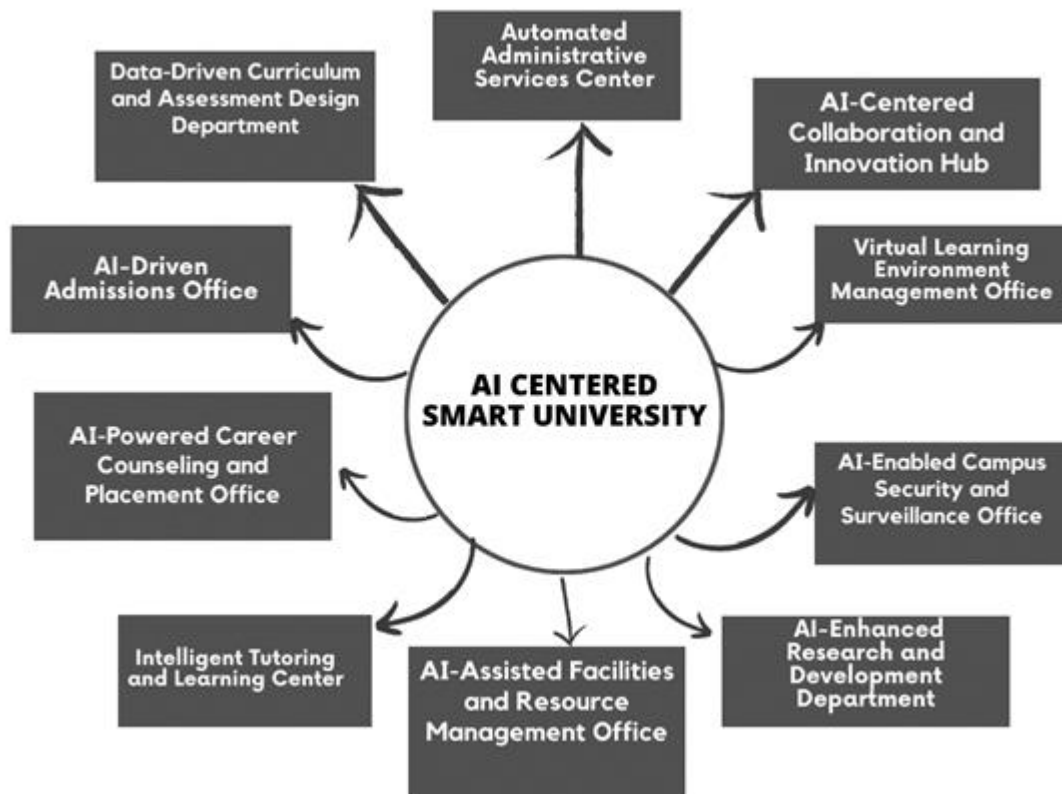 Automated
Administrative
Services Center
Data-Driven Curriculum
and Assessment Design
Department
AI-Centered
Collaboration and
Innovation Hub
AI-Driven
Admissions Office
Virtual Learning
Environment
Management Office
AI CENTERED
SMART UNIVERSITY
AI-Powered Career
Counseling and
Placement Office
AI-Enabled Campus
Security and
Surveillance Office
Intelligent Tutoring
and Learning Center
AI-Assisted Facilities
and Resource
Management Office
AI-Enhanced
Research and
Development
Department